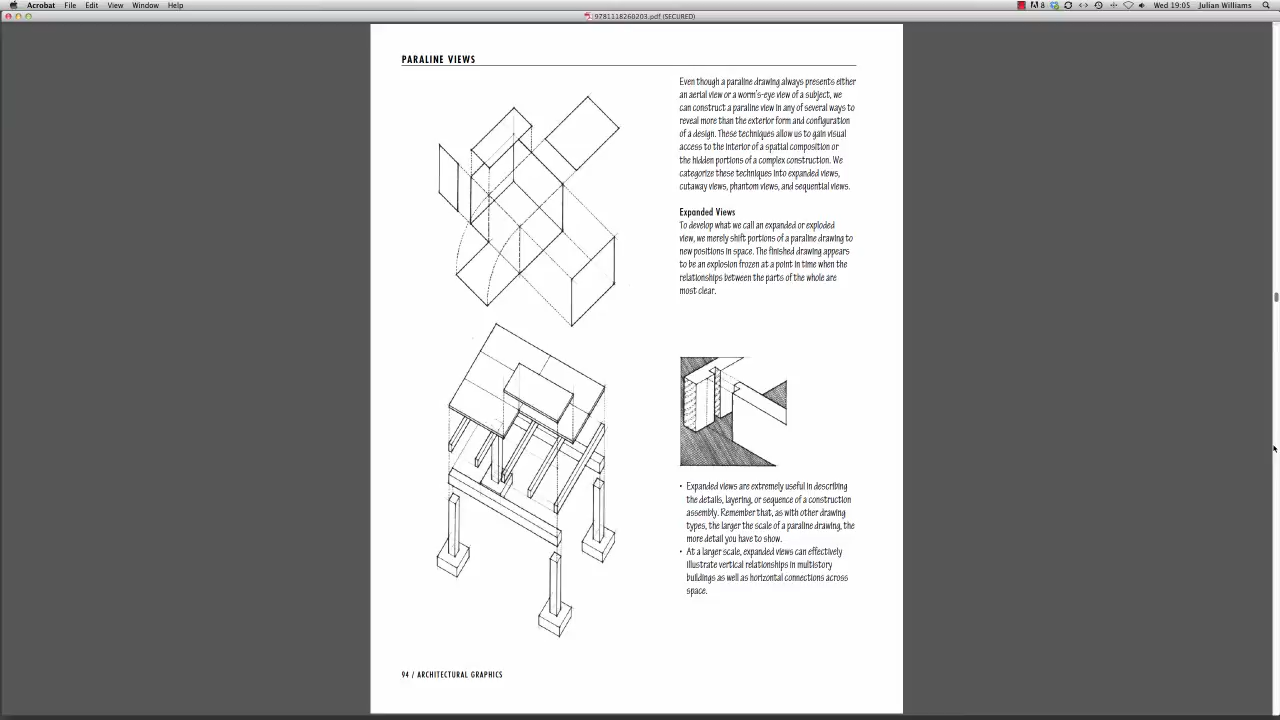 Acrobat File Edit View Window Help
8 Wed 19:05 Julian Williams
9781118260203.pdf (SECURED)
PARALINE VIEWS
Even though a paraline drawing always presents either
an aerial view or a worm's-eye view of a subject, we
can construct a paraline view in any of several ways to
reveal more than the exterior form and configuration
of a design. These techniques allow us to gain visual
access to the interior of a spatial composition or
the hidden portions of a complex construction. We
categorize these techniques into expanded views,
cutaway views, phantom views, and sequential views.
Expanded Views
To develop what we call an expanded or exploded
view, we merely shift portions of a paraline drawing to
new positions in space. The finished drawing appears
to be an explosion frozen at a point in time when the
relationships between the parts of the whole are
most clear.
• Expanded views are extremely useful in describing
the details, layering, or sequence of a construction
assembly. Remember that, as with other drawing
types, the larger the scale of a paraline drawing, the
more detail you have to show.
• At a larger scale, expanded views can effectively
illustrate vertical relationships in multistory
buildings as well as horizontal connections across
space.
94 / ARCHITECTURAL GRAPHICS